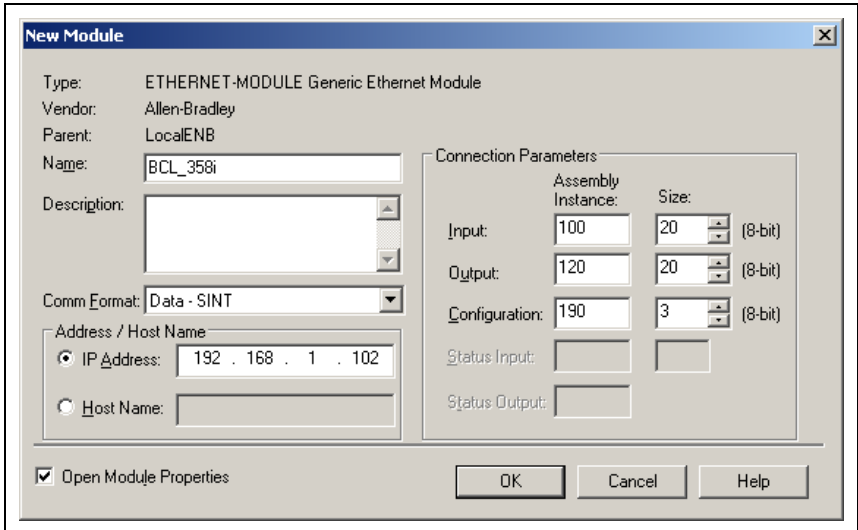 New Module
Type: ETHERNET-MODULE Generic Ethernet Module
Vendor: Allen-Bradley
Parent: LocalENB
Name: BCL_358i
Description:
Comm Format: Data - SINT
Address / Host Name
IP Address: 192 . 168 . 1 . 102
Host Name:
Connection Parameters
Assembly
Instance: Size:
Input: 100 20 (8-bit)
Output: 120 20 (8-bit)
Configuration: 190 3 (8-bit)
Status Input:
Status Output:
Open Module Properties
OK Cancel Help